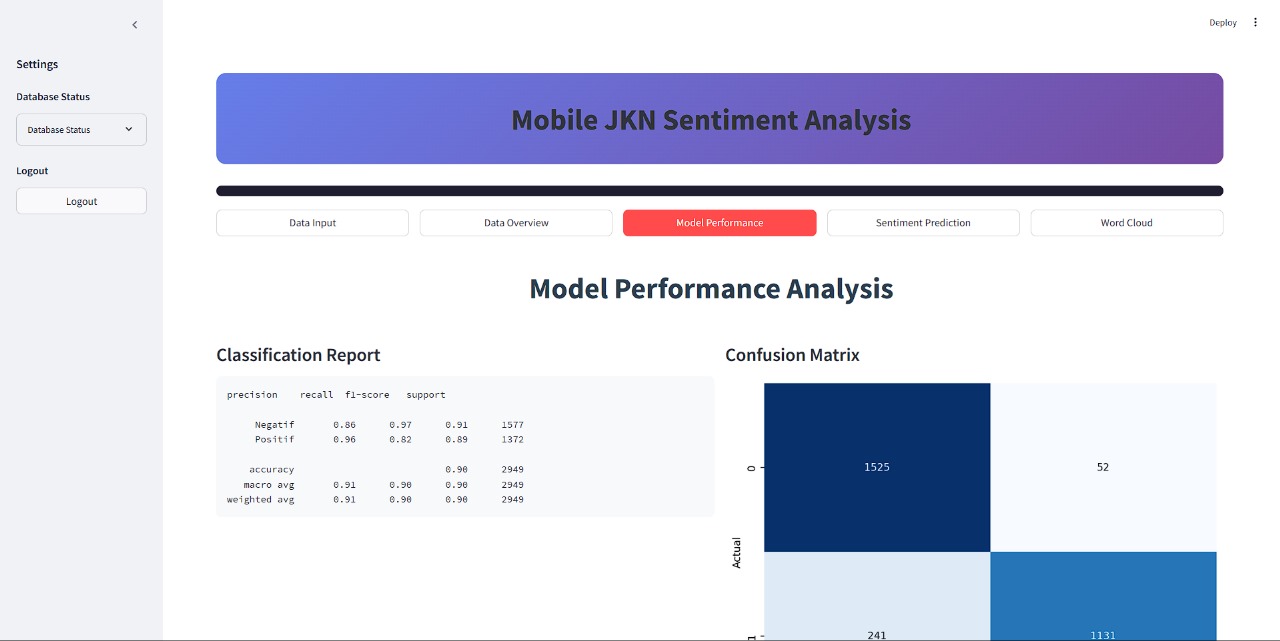 Deploy
Settings
Database Status
Database Status
Logout
Logout
Mobile JKN Sentiment Analysis
Data Input
Data Overview
Model Performance
Sentiment Prediction
Word Cloud
Model Performance Analysis
Classification Report
precision recall f1-score support
Negatif 0.86 0.97 0.91 1577
Positif 0.96 0.82 0.89 1372
accuracy 0.90 2949
macro avg 0.91 0.90 0.90 2949
weighted avg 0.91 0.90 0.90 2949
Confusion Matrix
0
1525
52
Actual
1
241
1131